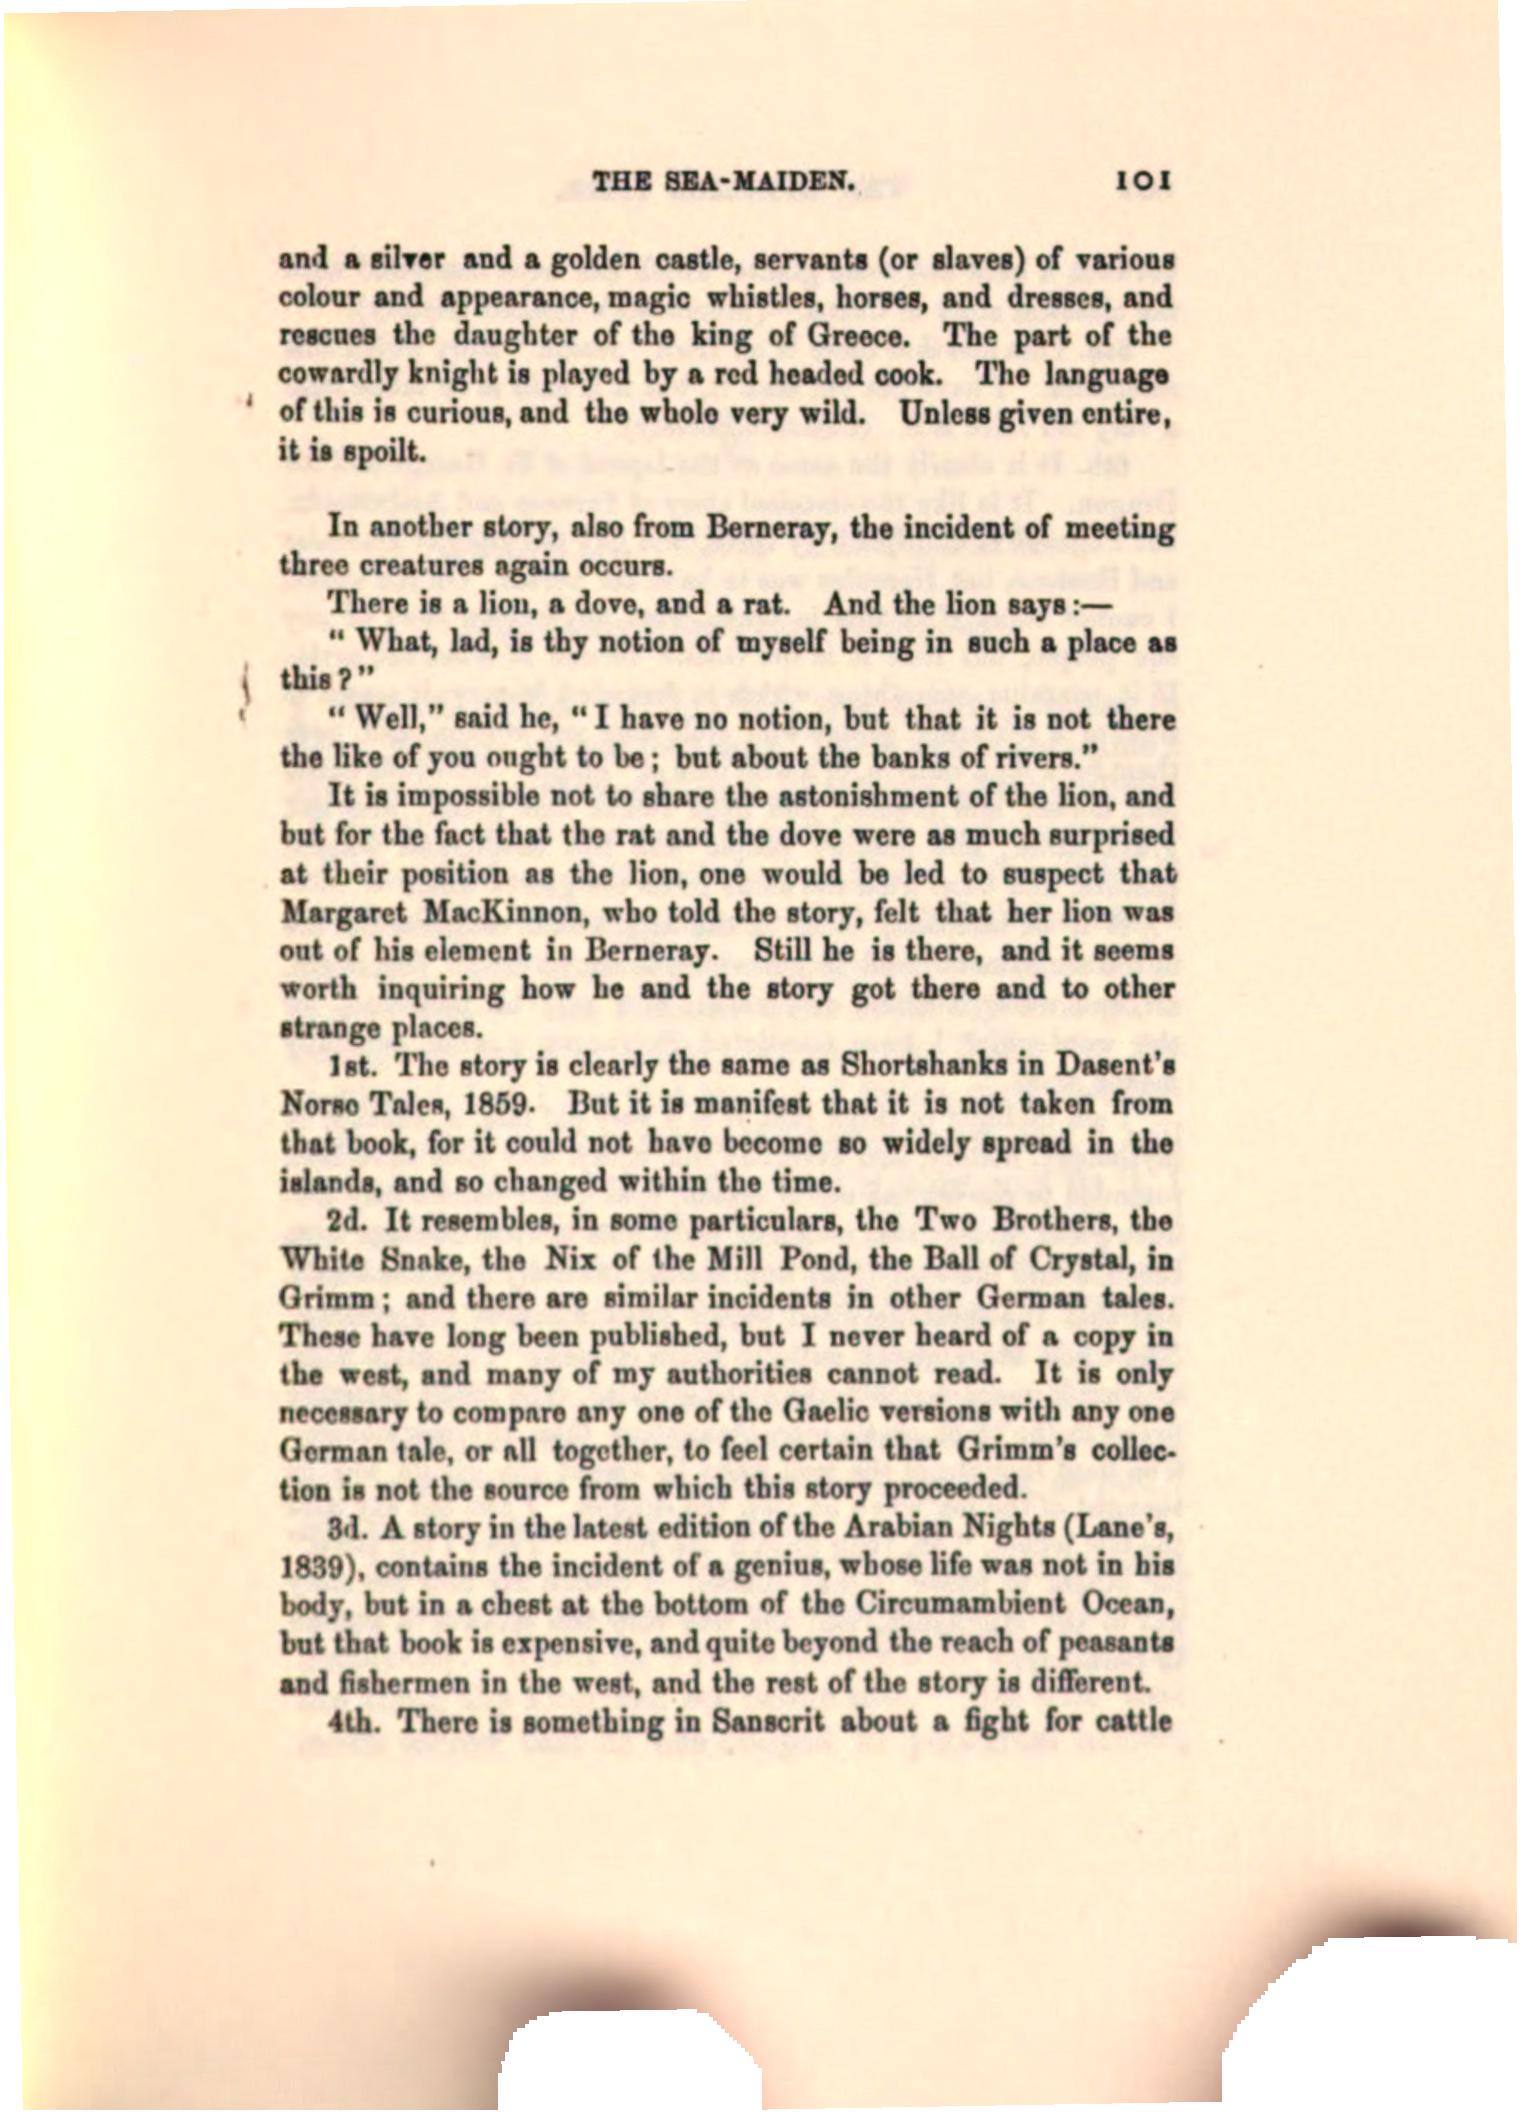 THE SEA-MAIDEN. 101
and a silver and a golden castle, servants (or slaves) of various
colour and appearance, magic whistles, horses, and dresses, and
rescues the daughter of the king of Greece. The part of the
cowardly knight is played by a red headed cook. The language
of this is curious, and the whole very wild. Unless given entire,
it is spoilt.
In another story, also from Berneray, the incident of meeting
three creatures again occurs.
There is a lion, a dove, and a rat. And the lion says:—
" What, lad, is thy notion of myself being in such a place as
this?"
" Well," said he, "I have no notion, but that it is not there
the like of you ought to be; but about the banks of rivers."
It is impossible not to share the astonishment of the lion, and
but for the fact that the rat and the dove were as much surprised
at their position as the lion, one would be led to suspect that
Margaret MacKinnon, who told the story, felt that her lion was
out of his element in Berneray. Still he is there, and it seems
worth inquiring how he and the story got there and to other
strange places.
1st. The story is clearly the same as Shortshanks in Dasent's
Norse Tales, 1859. But it is manifest that it is not taken from
that book, for it could not have become so widely spread in the
islands, and so changed within the time.
2d. It resembles, in some particulars, the Two Brothers, the
White Snake, the Nix of the Mill Pond, the Ball of Crystal, in
Grimm; and there are similar incidents in other German tales.
These have long been published, but I never heard of a copy in
the west, and many of my authorities cannot read. It is only
necessary to compare any one of the Gaelic versions with any one
German tale, or all together, to feel certain that Grimm's collec-
tion is not the source from which this story proceeded.
3d. A story in the latest edition of the Arabian Nights (Lane's,
1839), contains the incident of a genius, whose life was not in his
body, but in a chest at the bottom of the Circumambient Ocean,
but that book is expensive, and quite beyond the reach of peasants
and fishermen in the west, and the rest of the story is different.
4th. There is something in Sanscrit about a fight for cattle